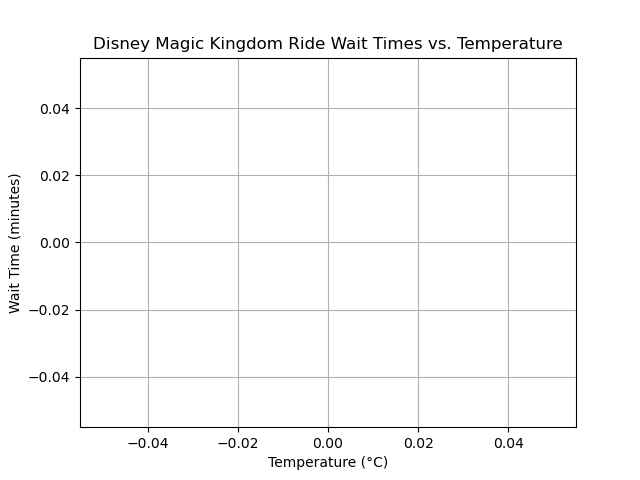 Disney Magic Kingdom Ride Wait Times vs. Temperature
0.04
0.02
0.00
−0.02
−0.04
Wait Time (minutes)
−0.04 −0.02 0.00 0.02 0.04
Temperature (°C)